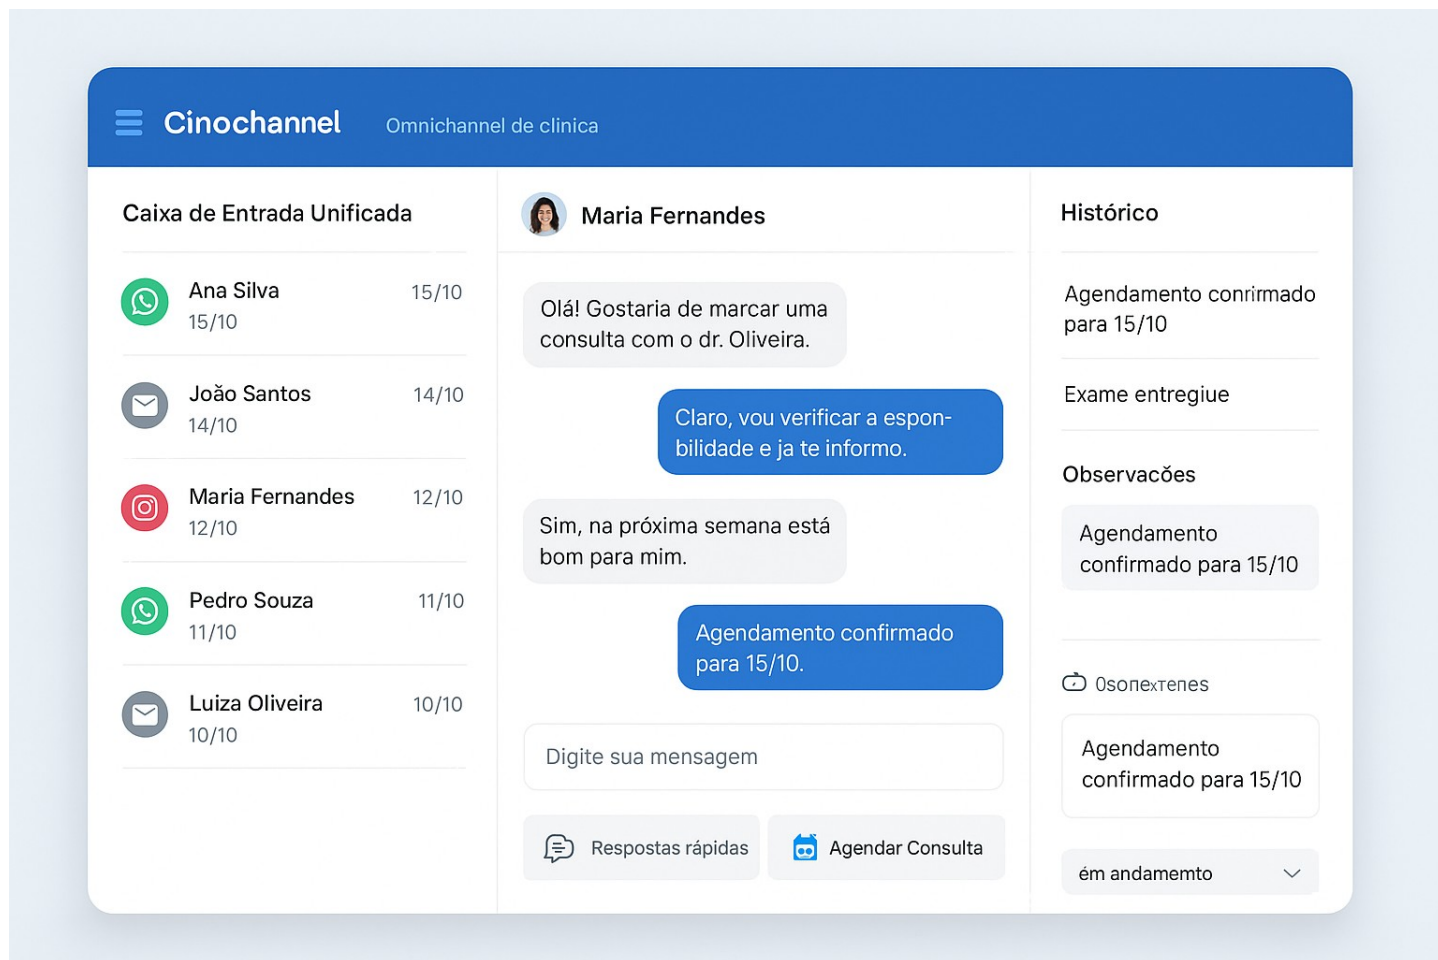 Cinochannel
Omnichannel de clinica
Caixa de Entrada Unificada
Ana Silva
15/10
15/10
João Santos
14/10
14/10
Maria Fernandes
12/10
12/10
Pedro Souza
11/10
11/10
Luiza Oliveira
10/10
10/10
Maria Fernandes
Olá! Gostaria de marcar uma
consulta com o dr. Oliveira.
Claro, vou verificar a espon-
bilidade e ja te informo.
Sim, na próxima semana está
bom para mim.
Agendamento confirmado
para 15/10.
Digite sua mensagem
Respostas rápidas
Agendar Consulta
Histórico
Agendamento
para 15/10
Exame entregiue
Observacões
Agendamento
confirmado para 15/10
Agendamento
confirmado para 15/10
ém andamemto